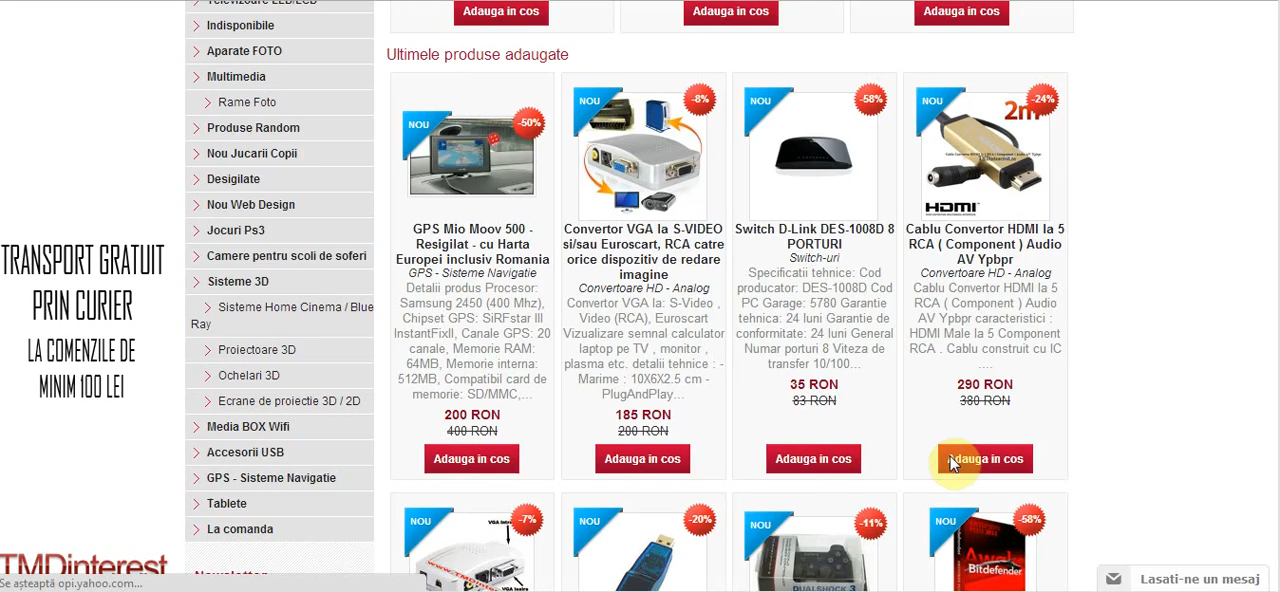 Televizoare LED/LCD
Indisponibile
Aparate FOTO
Multimedia
Rame Foto
Produse Random
Nou Jucarii Copii
Desigilate
Nou Web Design
Jocuri Ps3
Camere pentru scoli de soferi
Sisteme 3D
Sisteme Home Cinema / Blue
Ray
Proiectoare 3D
Ochelari 3D
Ecrane de proiectie 3D / 2D
Media BOX Wifi
Accesorii USB
GPS - Sisteme Navigatie
Tablete
La comanda
Newsletter
TRANSPORT GRATUIT
PRIN CURIER
LA COMENZILE DE
MINIM 100 LEI
TMDinterest
Se așteaptă opi.yahoo.com...
Adauga in cos
Adauga in cos
Adauga in cos
Ultimele produse adaugate
NOU
-50%
GPS Mio Moov 500 -
Resigilat - cu Harta
Europei inclusiv Romania
GPS - Sisteme Navigatie
Detalii produs Procesor:
Samsung 2450 (400 Mhz),
Chipset GPS: SiRFstar III
InstantFixII, Canale GPS: 20
canale, Memorie RAM:
64MB, Memorie interna:
512MB, Compatibil card de
memorie: SD/MMC,...
200 RON
400 RON
Adauga in cos
NOU
-8%
Convertor VGA la S-VIDEO
si/sau Euroscart, RCA catre
orice dispozitiv de redare
imagine
Convertoare HD - Analog
Convertor VGA la: S-Video ,
Video (RCA), Euroscart
Vizualizare semnal calculator
laptop pe TV , monitor ,
plasma etc. detalii tehnice : -
Marime : 10X6X2.5 cm -
PlugAndPlay...
185 RON
200 RON
Adauga in cos
NOU
-58%
Switch D-Link DES-1008D 8
PORTURI
Switch-uri
Specificatii tehnice: Cod
producator: DES-1008D Cod
PC Garage: 5780 Garantie
tehnica: 24 luni Garantie de
conformitate: 24 luni General
Numar porturi 8 Viteza de
transfer 10/100...
35 RON
83 RON
Adauga in cos
NOU
-24%
2m
HDMI
Cablu Convertor HDMI la 5
RCA ( Component ) Audio
AV Ypbpr
Convertoare HD - Analog
Cablu Convertor HDMI la 5
RCA ( Component ) Audio
AV Ypbpr caracteristici :
HDMI Male la 5 Component
RCA . Cablu construit cu IC
....
290 RON
380 RON
Adauga in cos
NOU
-7%
NOU
-20%
NOU
-11%
DUALSHOCK 3
NOU
-58%
Bitdefender
Lasati-ne un mesaj